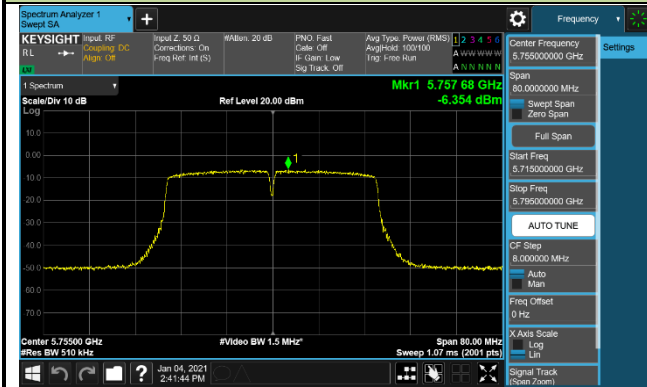 Spectrum Analyzer 1
Swept SA
+
Frequency
KEYSIGHT
RL
Input: RF
Coupling: DC
Align: Off
Input Z: 50 Ω
Corrections: On
Freq Ref: Int (S)
#Atten: 20 dB
PNO: Fast
Gate: Off
IF Gain: Low
Sig Track: Off
Avg Type: Power (RMS)
Avg|Hold: 100/100
Trig: Free Run
1 2 3 4 5 6
A W W W W W
A N N N N N
1 Spectrum
Scale/Div 10 dB
Log
Ref Level 20.00 dBm
Mkr1 5.757 68 GHz
-6.354 dBm
10.0
0.00
1
10.0
20.0
30.0
40.0
50.0
60.0
70.0
Center 5.75500 GHz
#Res BW 510 kHz
#Video BW 1.5 MHz*
Span 80.00 MHz
Sweep 1.07 ms (2001 pts)
Center Frequency
5.755000000 GHz
Settings
Span
80.0000000 MHz
Swept Span
Zero Span
Full Span
Start Freq
5.715000000 GHz
Stop Freq
5.795000000 GHz
AUTO TUNE
CF Step
8.000000 MHz
Auto
Man
Freq Offset
0 Hz
X Axis Scale
Log
Lin
Signal Track
(Span Zoom)
?
Jan 04, 2021
2:41:44 PM